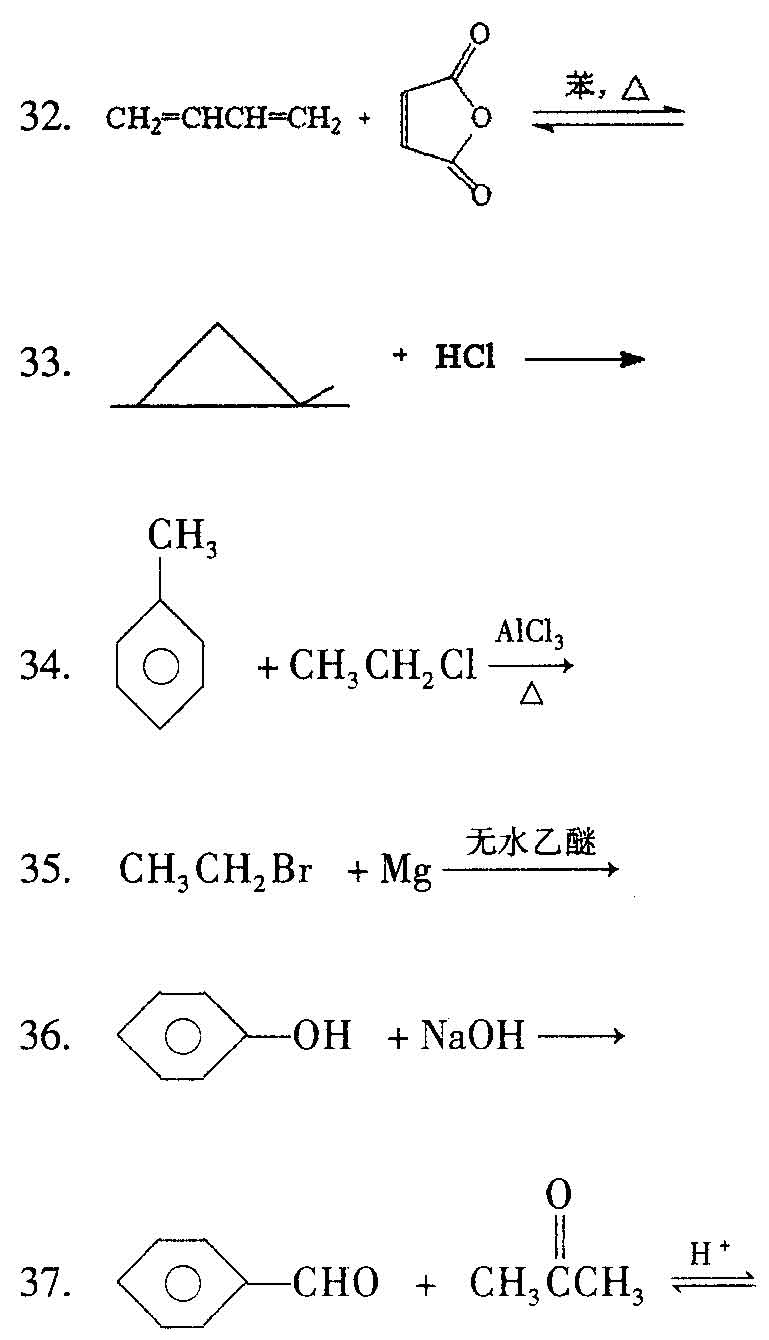 O
苯, △
32. CH₂=CHCH=CH₂ + O
O
33. + HCl
CH₃
AlCl₃
34. + CH₃CH₂Cl
△
无水乙醚
35. CH₃CH₂Br + Mg
36. OH + NaOH
O
H⁺
37. CHO + CH₃CCH₃